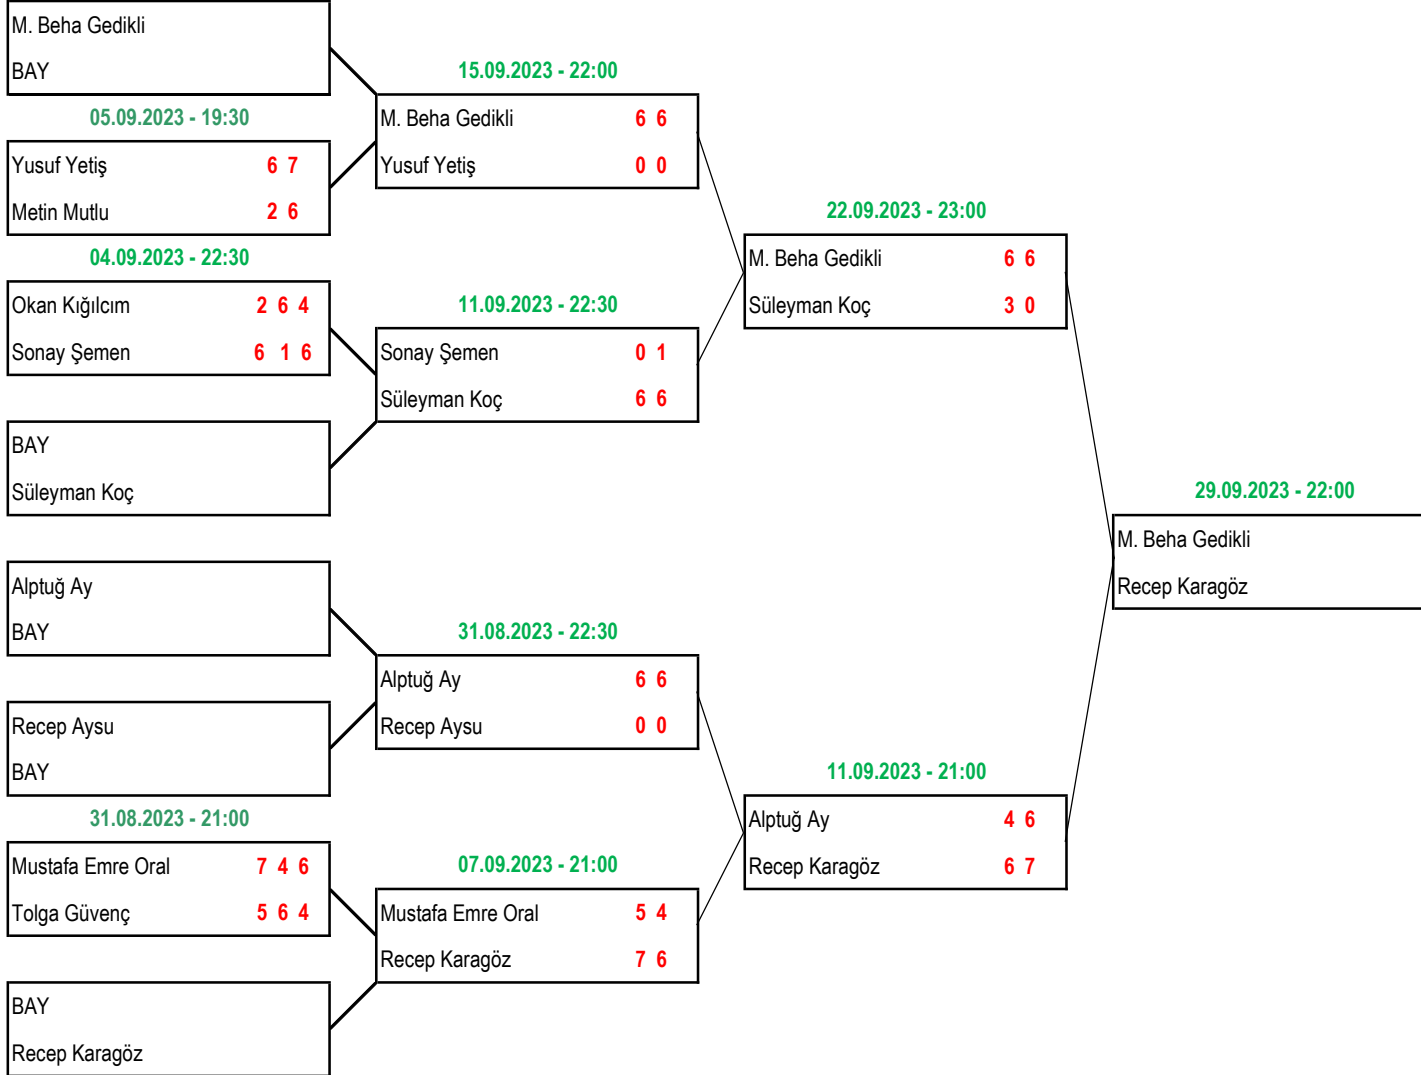 M. Beha Gedikli
BAY
05.09.2023 - 19:30
Yusuf Yetiş 6 7
Metin Mutlu 2 6
04.09.2023 - 22:30
Okan Kığılcım 2 6 4
Sonay Şemen 6 1 6
BAY
Süleyman Koç
Alptuğ Ay
BAY
Recep Aysu
BAY
31.08.2023 - 21:00
Mustafa Emre Oral 7 4 6
Tolga Güvenç 5 6 4
BAY
Recep Karagöz
15.09.2023 - 22:00
M. Beha Gedikli 6 6
Yusuf Yetiş 0 0
11.09.2023 - 22:30
Sonay Şemen 0 1
Süleyman Koç 6 6
31.08.2023 - 22:30
Alptuğ Ay 6 6
Recep Aysu 0 0
07.09.2023 - 21:00
Mustafa Emre Oral 5 4
Recep Karagöz 7 6
22.09.2023 - 23:00
M. Beha Gedikli 6 6
Süleyman Koç 3 0
11.09.2023 - 21:00
Alptuğ Ay 4 6
Recep Karagöz 6 7
29.09.2023 - 22:00
M. Beha Gedikli
Recep Karagöz